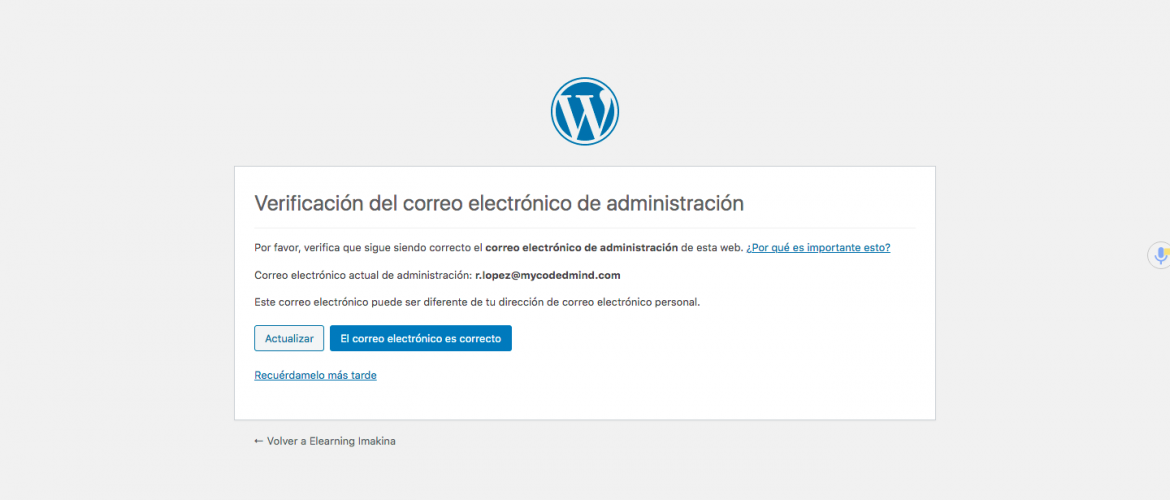 Verificación del correo electrónico de administración
Por favor, verifica que sigue siendo correcto el correo electrónico de administración de esta web. ¿Por qué es importante esto?
Correo electrónico actual de administración: r.lopez@mycodedmind.com
Este correo electrónico puede ser diferente de tu dirección de correo electrónico personal.
Actualizar El correo electrónico es correcto
Recuérdamelo más tarde
← Volver a Elearning Imakina